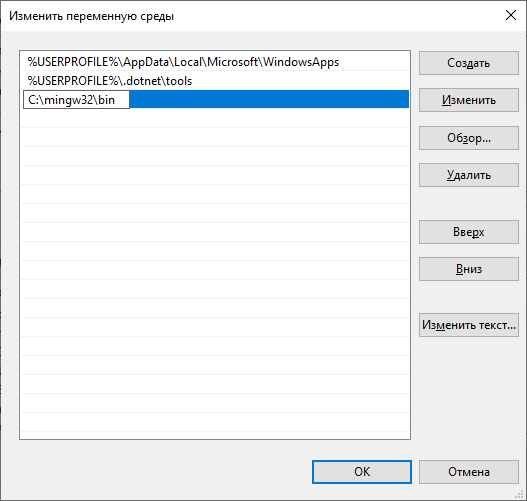 Изменить переменную среды
%USERPROFILE%\AppData\Local\Microsoft\WindowsApps
%USERPROFILE%\.dotnet\tools
C:\mingw32\bin
Создать
Изменить
Обзор...
Удалить
Вверх
Вниз
Изменить текст...
ОК
Отмена